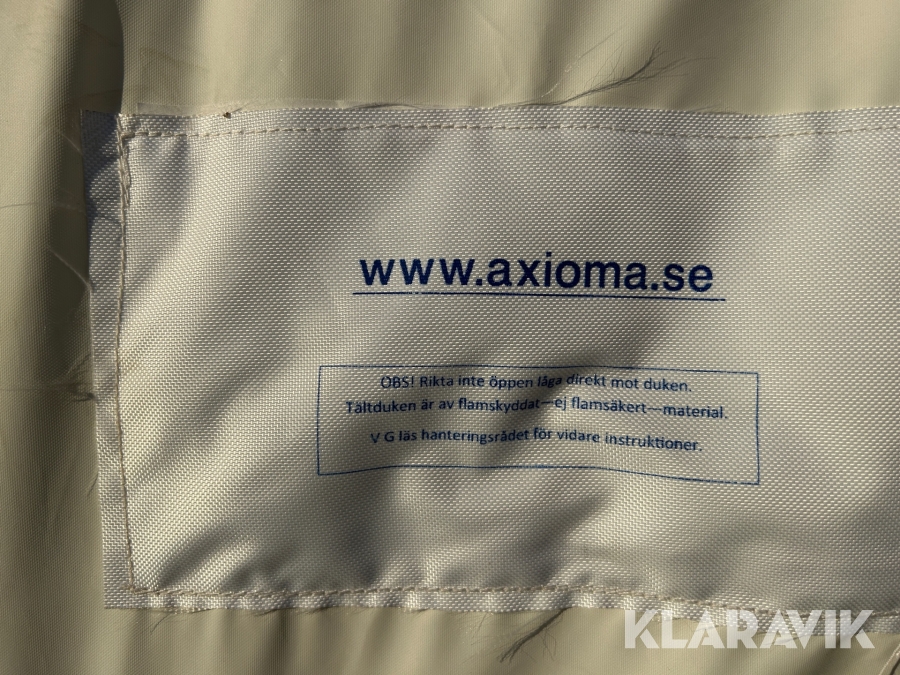 www.axioma.se
OBS! Rikta inte öppen låga direkt mot duken.
Tältduken är av flamskyddat—ej flamsäkert—material.
V G läs hanteringsrådet för vidare instruktioner.
KLARAVIK